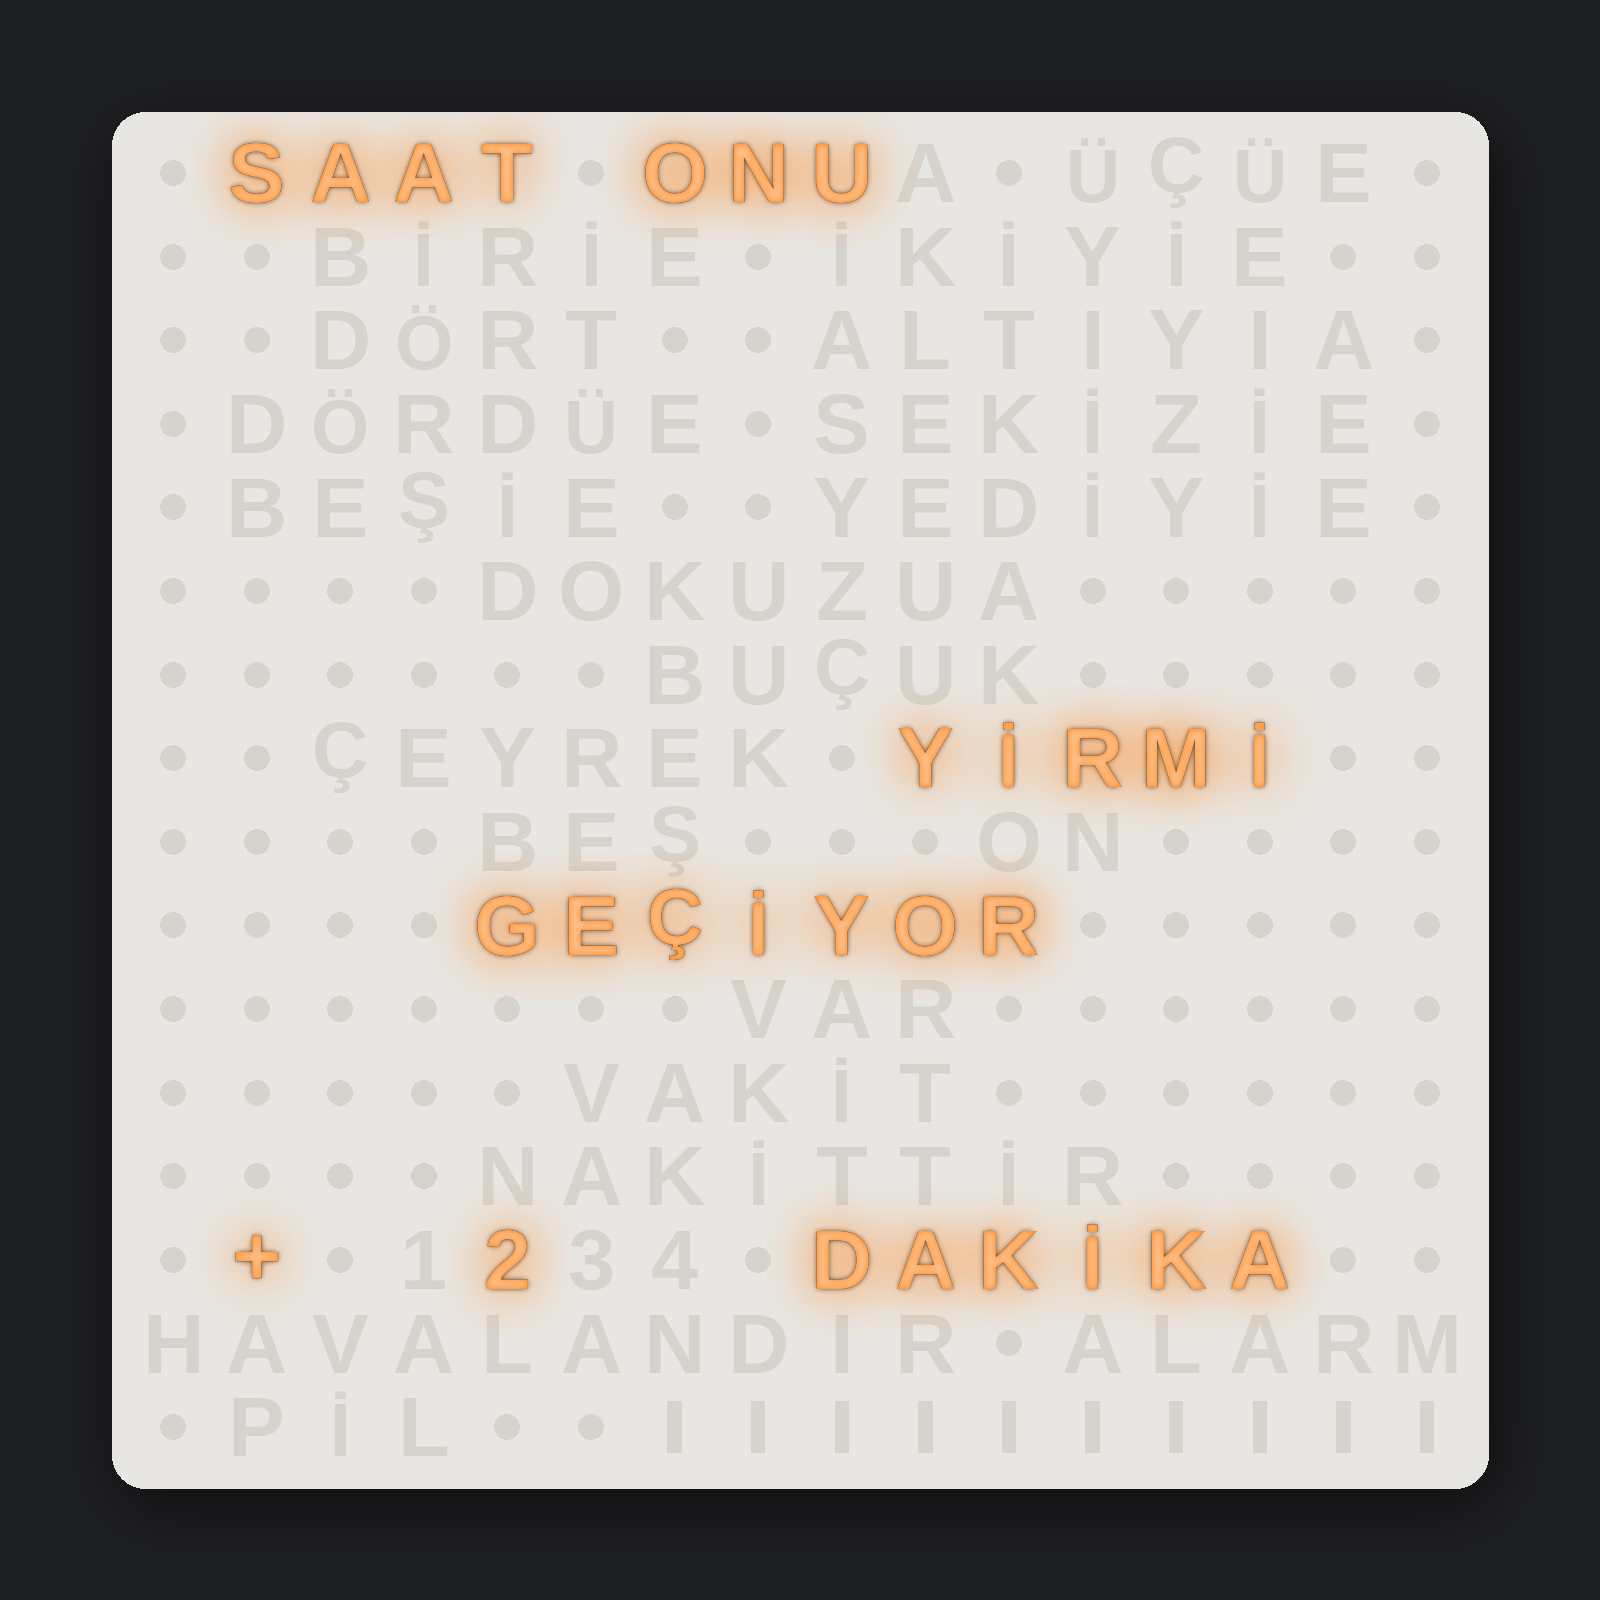 SAAT ONUA ÜÇÜE
BİRİE İKİYİE
DÖRT ALTIYIA
DÖRDÜE SEKİZİE
BEŞİE YEDİYİE
DOKUZUA
BUÇUK
ÇEYREK YİRMİ
BEŞ ON
GEÇİYOR
VAR
VAKİT
NAKİTTİR
+ 1234 DAKİKA
HAVALANDIR ALARM
PİL IIIIIIIIII